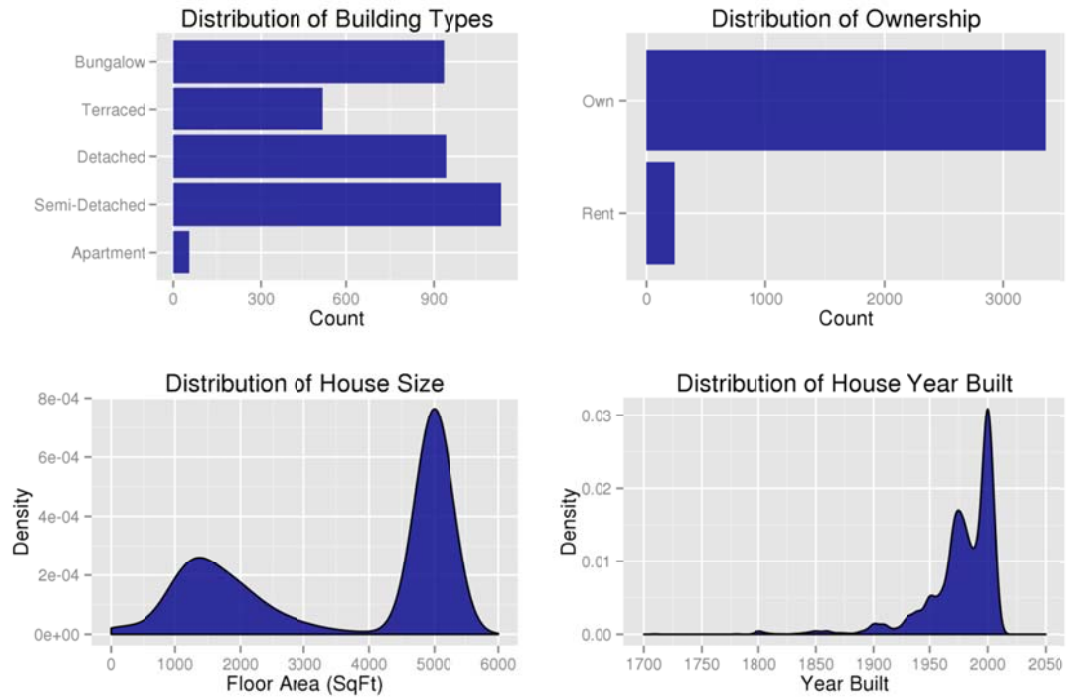 Distribution of Building Types
Bungalow
Terraced
Detached
Semi-Detached
Apartment
0 300 600 900
Count
Distribution of Ownership
Own
Rent
0 1000 2000 3000
Count
Distribution of House Size
Density
8e-04
6e-04
4e-04
2e-04
0e+00
0 1000 2000 3000 4000 5000 6000
Floor Area (SqFt)
Distribution of House Year Built
Density
0.03
0.02
0.01
0.00
1700 1750 1800 1850 1900 1950 2000 2050
Year Built